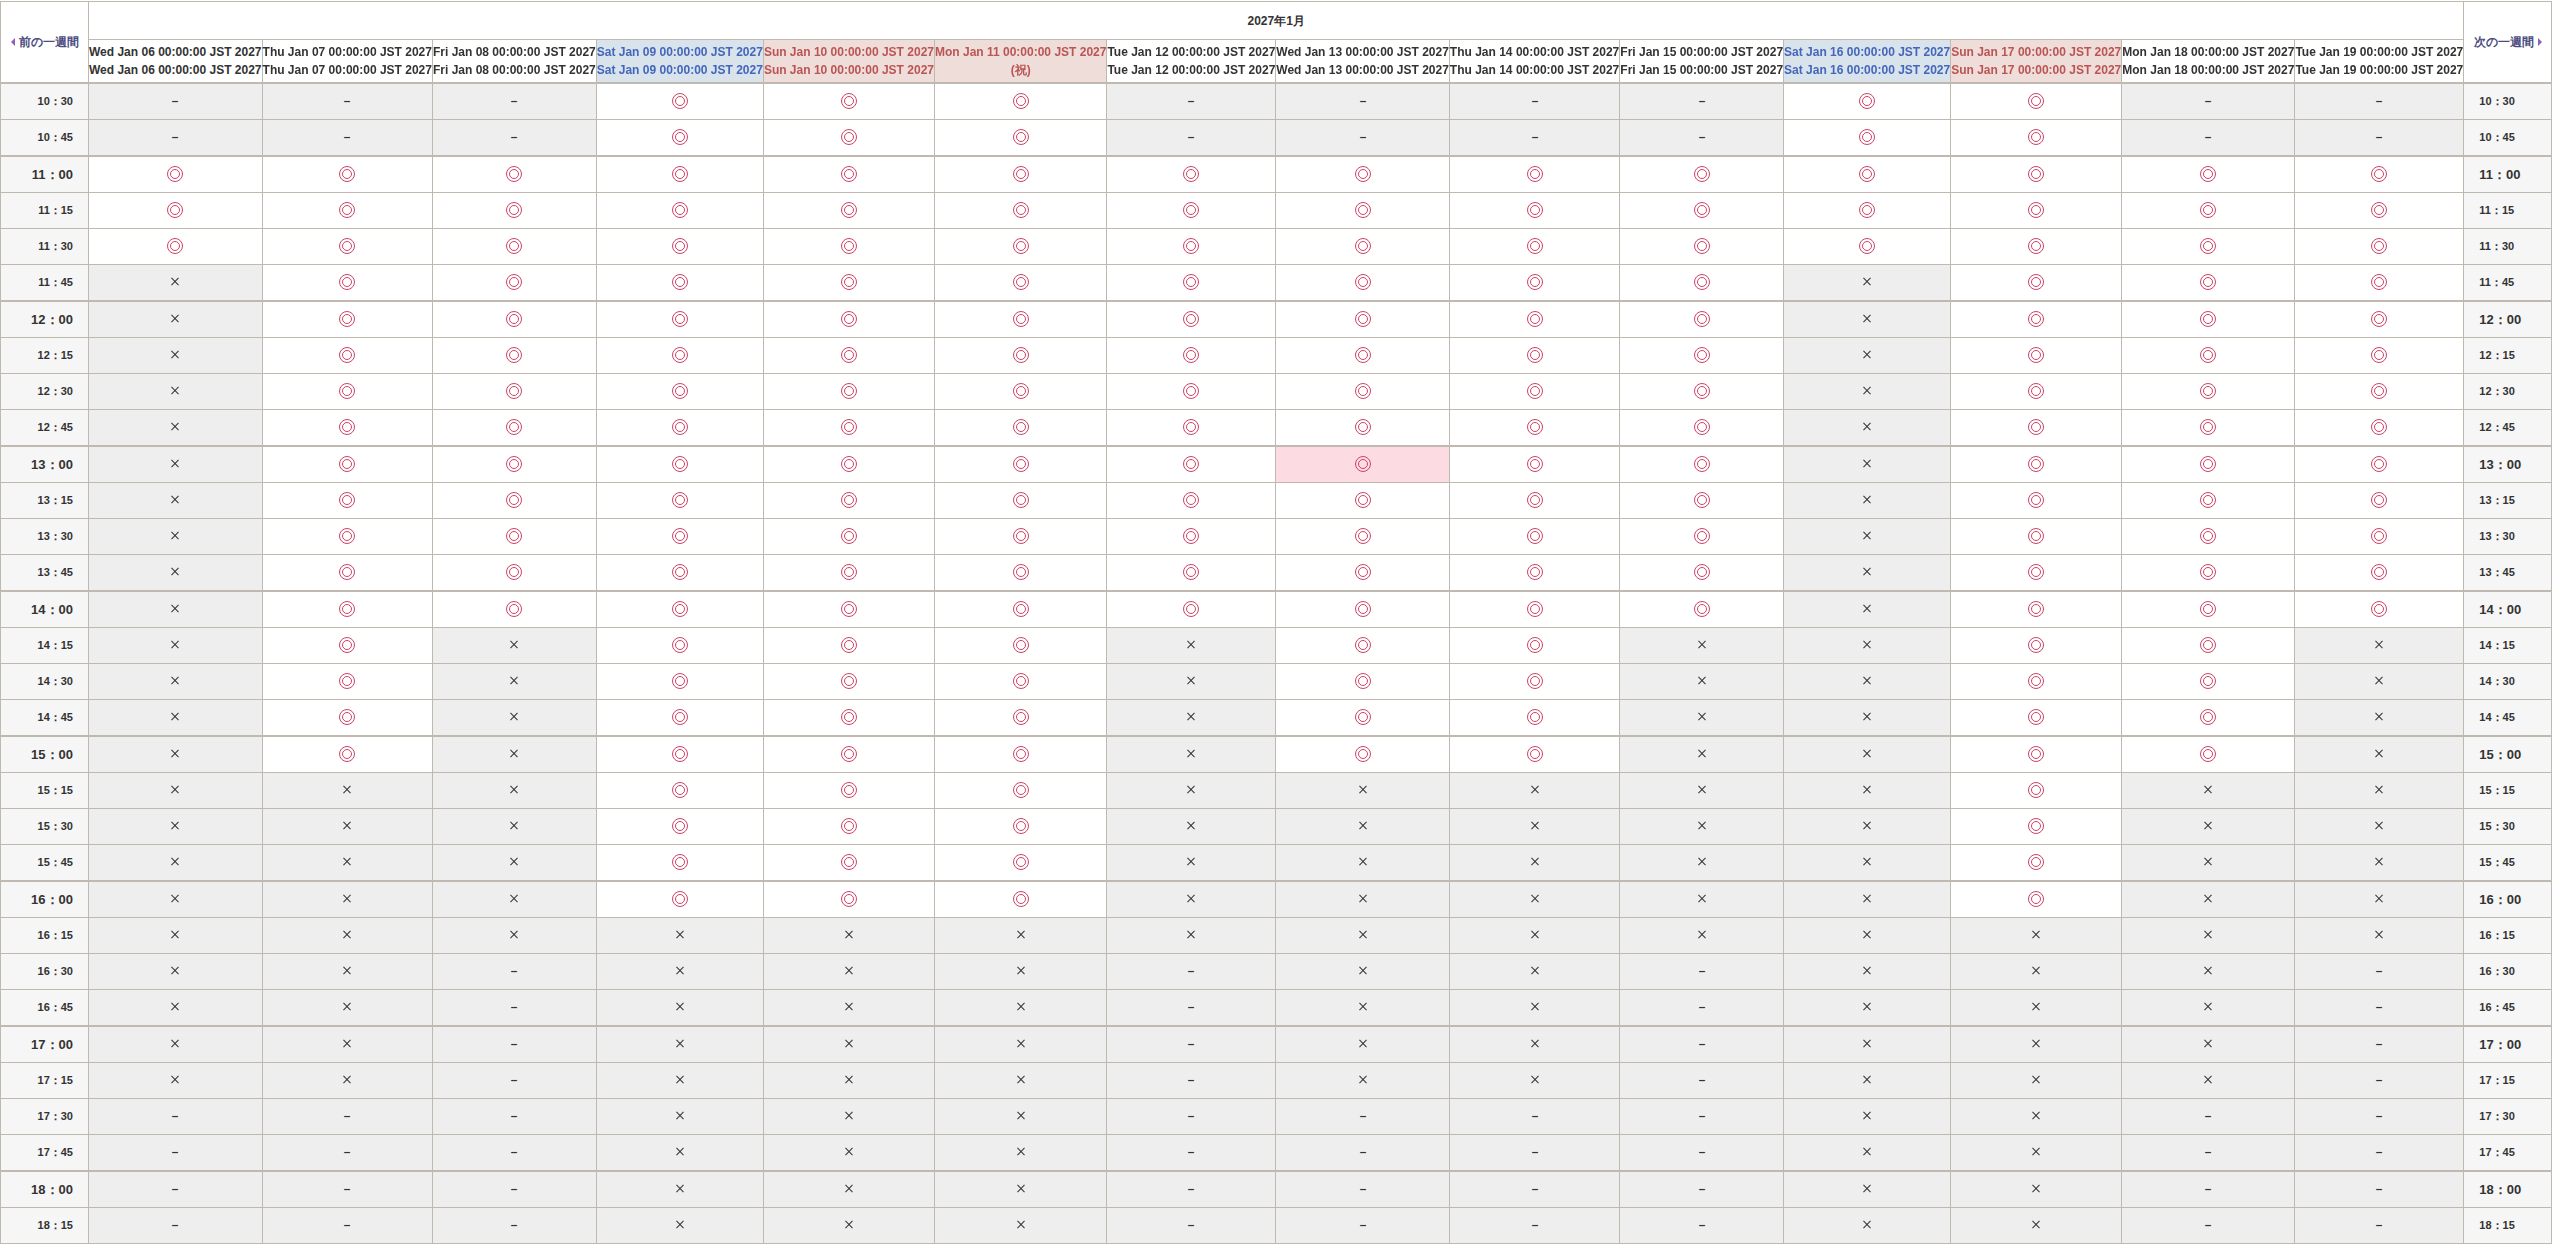 2027年1月
前の一週間
次の一週間
Wed Jan 06 00:00:00 JST 2027 Thu Jan 07 00:00:00 JST 2027 Fri Jan 08 00:00:00 JST 2027 Sat Jan 09 00:00:00 JST 2027 Sun Jan 10 00:00:00 JST 2027 Mon Jan 11 00:00:00 JST 2027 Tue Jan 12 00:00:00 JST 2027 Wed Jan 13 00:00:00 JST 2027 Thu Jan 14 00:00:00 JST 2027 Fri Jan 15 00:00:00 JST 2027 Sat Jan 16 00:00:00 JST 2027 Sun Jan 17 00:00:00 JST 2027 Mon Jan 18 00:00:00 JST 2027 Tue Jan 19 00:00:00 JST 2027
Wed Jan 06 00:00:00 JST 2027 Thu Jan 07 00:00:00 JST 2027 Fri Jan 08 00:00:00 JST 2027 Sat Jan 09 00:00:00 JST 2027 Sun Jan 10 00:00:00 JST 2027 (祝) Tue Jan 12 00:00:00 JST 2027 Wed Jan 13 00:00:00 JST 2027 Thu Jan 14 00:00:00 JST 2027 Fri Jan 15 00:00:00 JST 2027 Sat Jan 16 00:00:00 JST 2027 Sun Jan 17 00:00:00 JST 2027 Mon Jan 18 00:00:00 JST 2027 Tue Jan 19 00:00:00 JST 2027
10：30 – – – ◎ ◎ ◎ – – – – ◎ ◎ – – 10：30
10：45 – – – ◎ ◎ ◎ – – – – ◎ ◎ – – 10：45
11：00 ◎ ◎ ◎ ◎ ◎ ◎ ◎ ◎ ◎ ◎ ◎ ◎ ◎ ◎ 11：00
11：15 ◎ ◎ ◎ ◎ ◎ ◎ ◎ ◎ ◎ ◎ ◎ ◎ ◎ ◎ 11：15
11：30 ◎ ◎ ◎ ◎ ◎ ◎ ◎ ◎ ◎ ◎ ◎ ◎ ◎ ◎ 11：30
11：45 × ◎ ◎ ◎ ◎ ◎ ◎ ◎ ◎ ◎ × ◎ ◎ ◎ 11：45
12：00 × ◎ ◎ ◎ ◎ ◎ ◎ ◎ ◎ ◎ × ◎ ◎ ◎ 12：00
12：15 × ◎ ◎ ◎ ◎ ◎ ◎ ◎ ◎ ◎ × ◎ ◎ ◎ 12：15
12：30 × ◎ ◎ ◎ ◎ ◎ ◎ ◎ ◎ ◎ × ◎ ◎ ◎ 12：30
12：45 × ◎ ◎ ◎ ◎ ◎ ◎ ◎ ◎ ◎ × ◎ ◎ ◎ 12：45
13：00 × ◎ ◎ ◎ ◎ ◎ ◎ ◎ ◎ ◎ × ◎ ◎ ◎ 13：00
13：15 × ◎ ◎ ◎ ◎ ◎ ◎ ◎ ◎ ◎ × ◎ ◎ ◎ 13：15
13：30 × ◎ ◎ ◎ ◎ ◎ ◎ ◎ ◎ ◎ × ◎ ◎ ◎ 13：30
13：45 × ◎ ◎ ◎ ◎ ◎ ◎ ◎ ◎ ◎ × ◎ ◎ ◎ 13：45
14：00 × ◎ ◎ ◎ ◎ ◎ ◎ ◎ ◎ ◎ × ◎ ◎ ◎ 14：00
14：15 × ◎ × ◎ ◎ ◎ × ◎ ◎ × × ◎ ◎ × 14：15
14：30 × ◎ × ◎ ◎ ◎ × ◎ ◎ × × ◎ ◎ × 14：30
14：45 × ◎ × ◎ ◎ ◎ × ◎ ◎ × × ◎ ◎ × 14：45
15：00 × ◎ × ◎ ◎ ◎ × ◎ ◎ × × ◎ ◎ × 15：00
15：15 × × × ◎ ◎ ◎ × × × × × ◎ × × 15：15
15：30 × × × ◎ ◎ ◎ × × × × × ◎ × × 15：30
15：45 × × × ◎ ◎ ◎ × × × × × ◎ × × 15：45
16：00 × × × ◎ ◎ ◎ × × × × × ◎ × × 16：00
16：15 × × × × × × × × × × × × × × 16：15
16：30 × × – × × × – × × – × × × – 16：30
16：45 × × – × × × – × × – × × × – 16：45
17：00 × × – × × × – × × – × × × – 17：00
17：15 × × – × × × – × × – × × × – 17：15
17：30 – – – × × × – – – – × × – – 17：30
17：45 – – – × × × – – – – × × – – 17：45
18：00 – – – × × × – – – – × × – – 18：00
18：15 – – – × × × – – – – × × – – 18：15